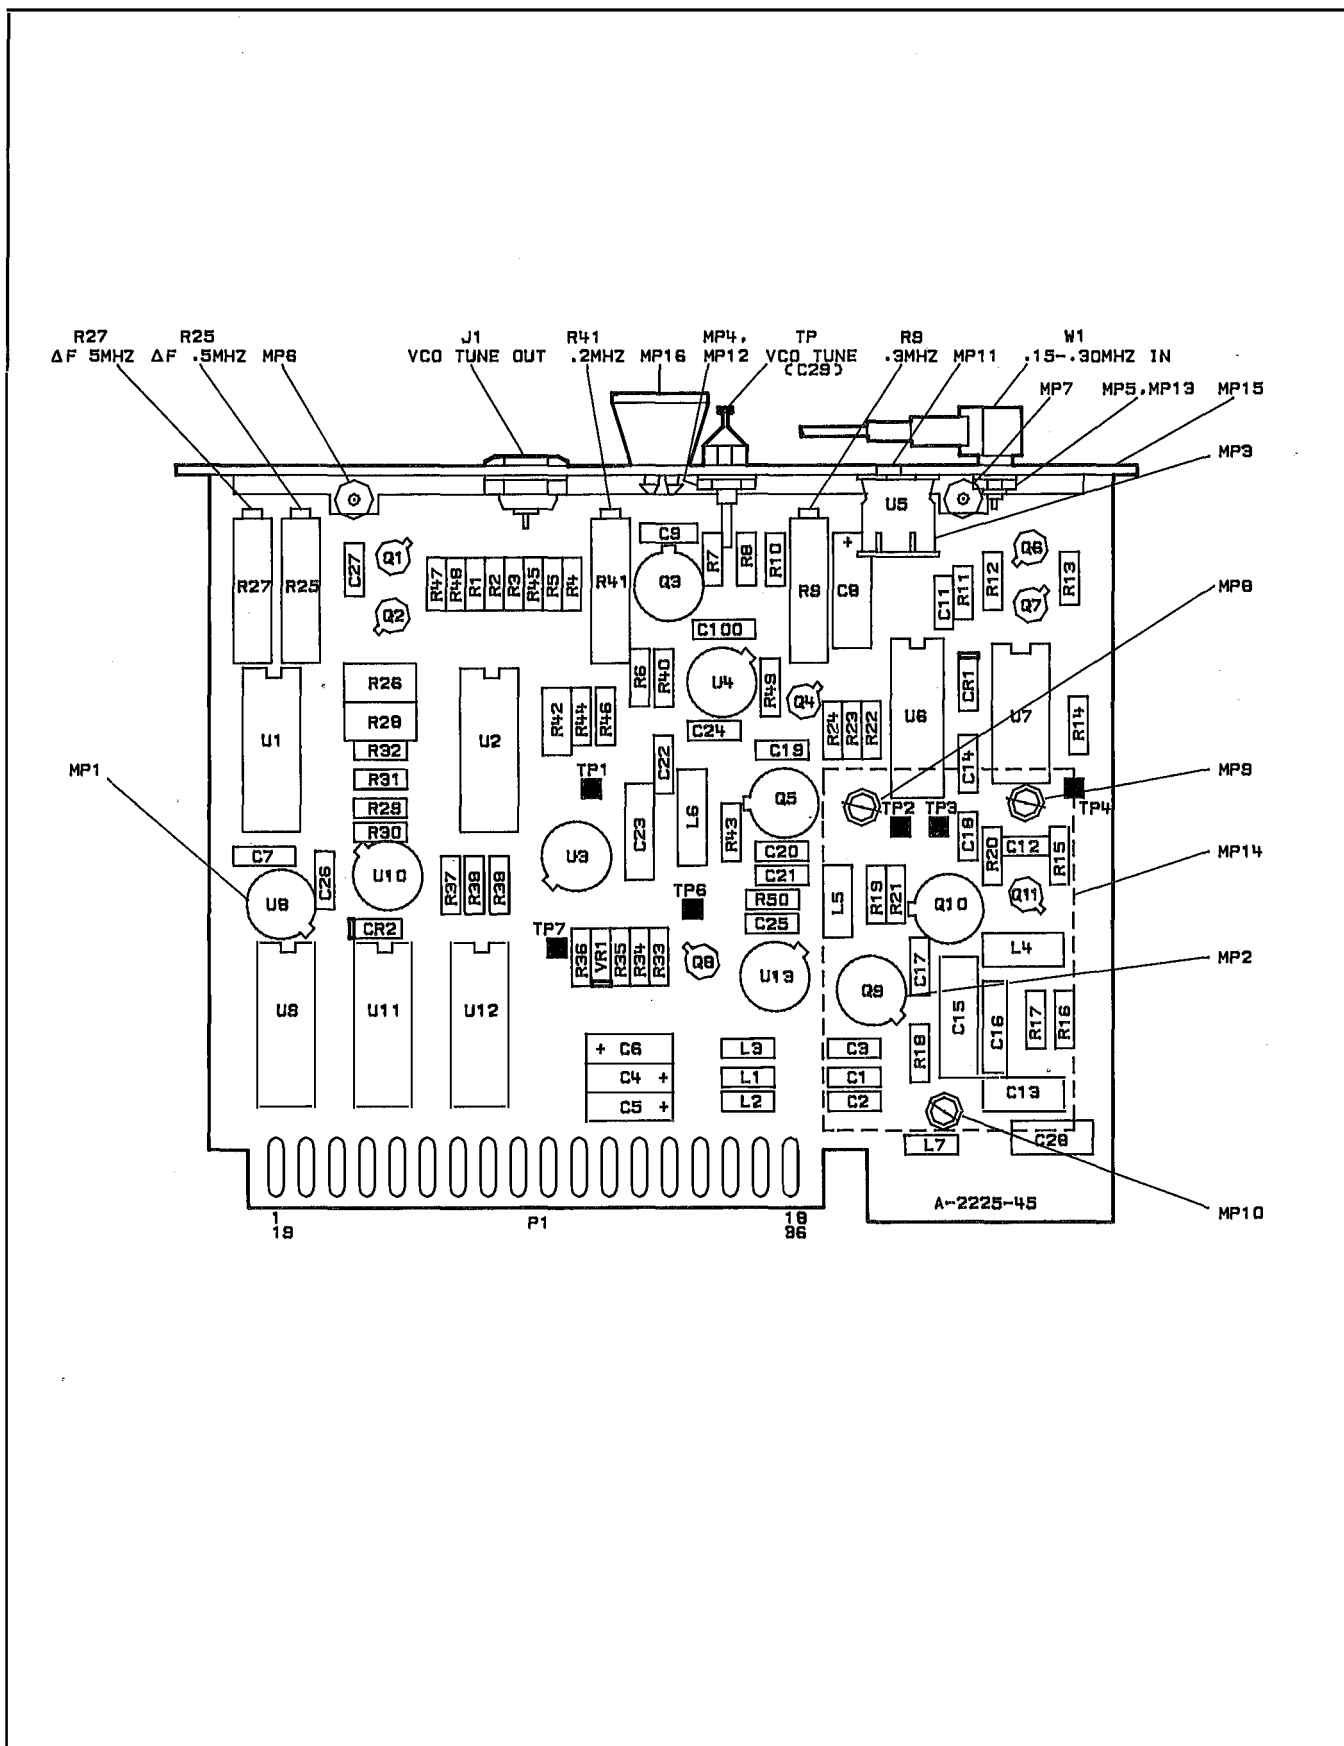 R27 R25 J1 R41 MP4, TP R9 W1
ΔF 5MHZ ΔF .5MHZ MP6 VCO TUNE OUT .2MHZ MP16 MP12 VCO TUNE .3MHZ MP11 .15-.30MHZ IN
(C29)
MP7 MP5,MP13 MP15
MP3
U5
C9
C27 Q1 R7 R8 R10 + Q6
R27 R25 R47 R48 R1 R2 R3 R45 R5 R4 R41 Q3 R9 C8 C11 R11 R12 R13
MP8
Q2 Q7
C100
R26 R6 R40 U4 R49 Q4 CR1
R28 R42 R44 R46 C24 R24 R23 R22 U6 U7 R14
U1 U2
R32 C22 C19 C14
MP1 R31 TP1 MP9
R29 C23 L6 R43 Q5 TP2 TP3 TP4
R30 C18 R20 C12 R15
C7 C26 U10 U3 C20 MP14
U8 R37 R38 R39 C21 L5 R19 R21 Q10 Q11
TP6 R50
CR2 TP7 C25
R36 VR1 R35 R34 R33 Q8 U13 C17 L4
MP2
U9 U11 U12 Q9 C15 C16 R17 R16
+ C6 L3 C3 R18
C4 + L1 C1 C13
C5 + L2 C2
L7 C28
A-2225-45
1 P1 18
19 36
MP10